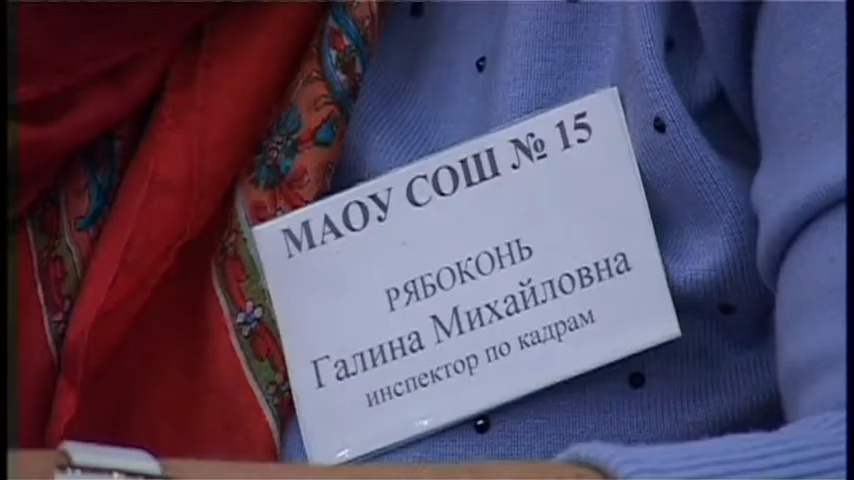 МАОУ СОШ № 15
РЯБОКОНЬ
Галина Михайловна
инспектор по кадрам